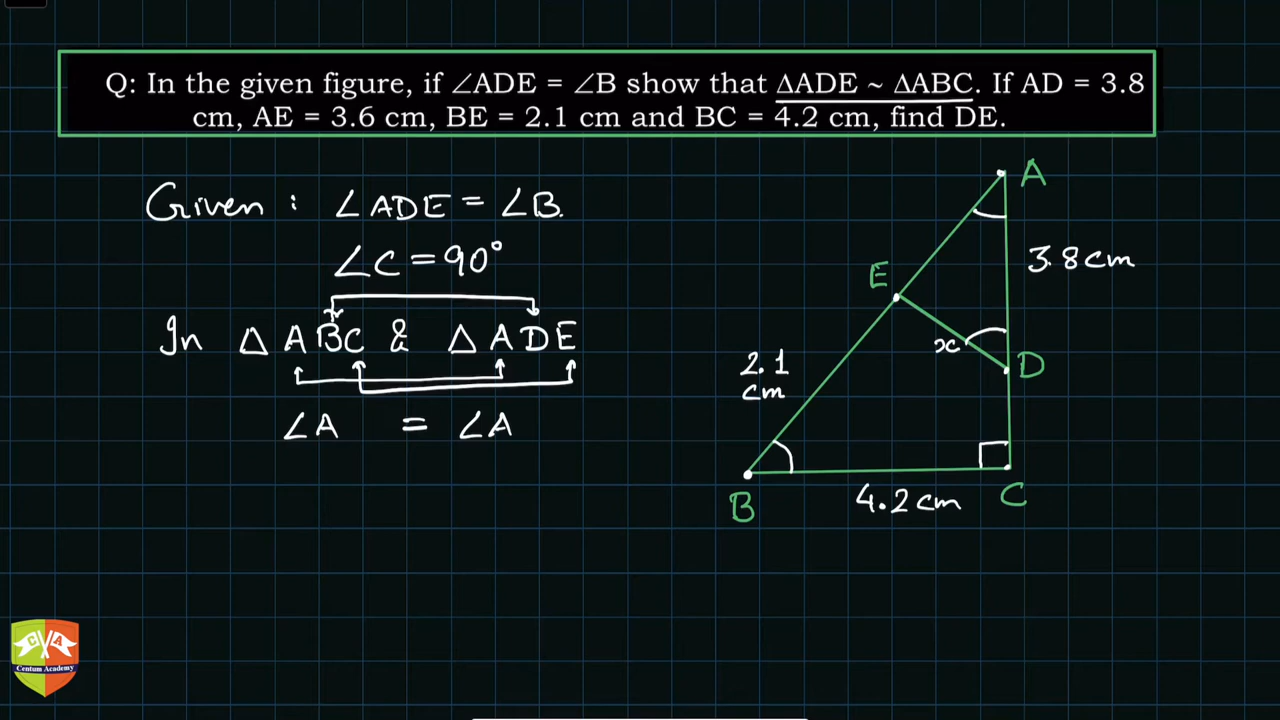 Q: In the given figure, if ∠ADE = ∠B show that ΔADE ~ ΔABC. If AD = 3.8
cm, AE = 3.6 cm, BE = 2.1 cm and BC = 4.2 cm, find DE.
Given : ∠ADE = ∠B.
∠C = 90°
In △ABC & △ADE
∠A = ∠A
A
3.8cm
E
x
D
2.1
cm
4.2cm
B
C
C A
Centum Academy